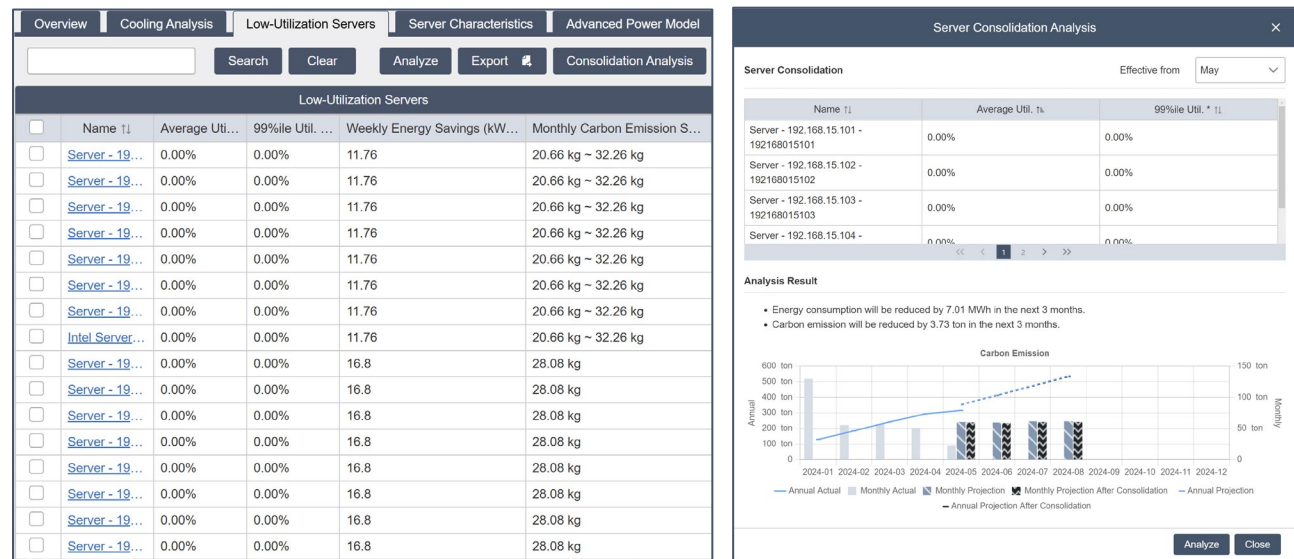 Overview Cooling Analysis Low-Utilization Servers Server Characteristics Advanced Power Model
Search Clear Analyze Export Consolidation Analysis
Low-Utilization Servers
Name Average Uti... 99%ile Util. ... Weekly Energy Savings (kW... Monthly Carbon Emission S...
Server - 19... 0.00% 0.00% 11.76 20.66 kg ~ 32.26 kg
Server - 19... 0.00% 0.00% 11.76 20.66 kg ~ 32.26 kg
Server - 19... 0.00% 0.00% 11.76 20.66 kg ~ 32.26 kg
Server - 19... 0.00% 0.00% 11.76 20.66 kg ~ 32.26 kg
Server - 19... 0.00% 0.00% 11.76 20.66 kg ~ 32.26 kg
Server - 19... 0.00% 0.00% 11.76 20.66 kg ~ 32.26 kg
Server - 19... 0.00% 0.00% 11.76 20.66 kg ~ 32.26 kg
Intel Server... 0.00% 0.00% 11.76 20.66 kg ~ 32.26 kg
Server - 19... 0.00% 0.00% 16.8 28.08 kg
Server - 19... 0.00% 0.00% 16.8 28.08 kg
Server - 19... 0.00% 0.00% 16.8 28.08 kg
Server - 19... 0.00% 0.00% 16.8 28.08 kg
Server - 19... 0.00% 0.00% 16.8 28.08 kg
Server - 19... 0.00% 0.00% 16.8 28.08 kg
Server - 19... 0.00% 0.00% 16.8 28.08 kg
Server - 19... 0.00% 0.00% 16.8 28.08 kg
Server Consolidation Analysis
Server Consolidation Effective from May
Name Average Util. 99%ile Util. *
Server - 192.168.15.101 -
192168015101 0.00% 0.00%
Server - 192.168.15.102 -
192168015102 0.00% 0.00%
Server - 192.168.15.103 -
192168015103 0.00% 0.00%
Server - 192.168.15.104 -
0.00% 0.00%
<< < 1 2 > >>
Analysis Result
• Energy consumption will be reduced by 7.01 MWh in the next 3 months.
• Carbon emission will be reduced by 3.73 ton in the next 3 months.
Carbon Emission
600 ton 150 ton
500 ton
400 ton 100 ton
300 ton
200 ton 50 ton
100 ton
0 0
Annual
Monthly
2024-01 2024-02 2024-03 2024-04 2024-05 2024-06 2024-07 2024-08 2024-09 2024-10 2024-11 2024-12
Annual Actual Monthly Actual Monthly Projection Monthly Projection After Consolidation Annual Projection
Annual Projection After Consolidation
Analyze Close